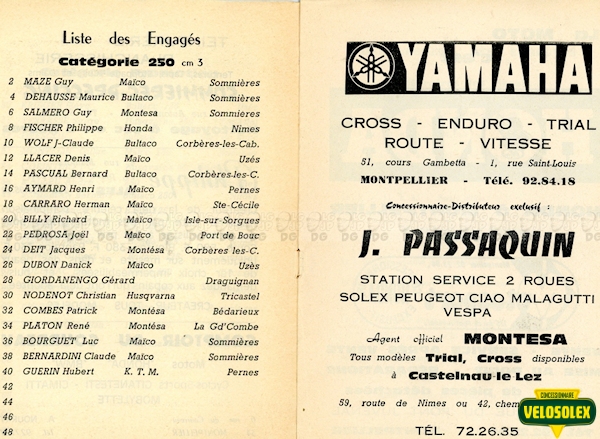 Liste des Engagés
Catégorie 250 cm 3
2 MAZE Guy Maïco Sommières
4 DEHAUSSE Maurice Bultaco Sommieres
6 SALMERO Guy Montesa Sommières
8 FISCHER Philippe Honda Nimes
10 WOLF J-Claude Bultaco Corbères-les-Cab.
12 LLACER Denis Maïco Uzés
14 PASCUAL Bernard Bultaco Corbères-les-C.
16 AYMARD Henri Maïco Pernes
18 CARRARO Herman Maïco Ste-Cécile
20 BILLY Richard Maïco Isle-sur Sorgues
22 PEDROSA Joël Maïco Port de Bouc
24 DEIT Jacques Montésa Corbères les-C.
26 DUBON Danick Maïco Uzès
28 GIORDANENGO Gérard Draguignan
30 NODENOT Christian Husqvarna Tricastel
32 COMBES Patrick Montésa Bédarieux
34 PLATON René Montésa La Gd'Combe
36 BOURGUET Luc Maïco Sommières
38 BERNARDINI Claude Maïco Sommières
40 GUERIN Hubert K. T. M. Pernes
42
44
46
48
YAMAHA
CROSS - ENDURO - TRIAL
ROUTE - VITESSE
51, cours Gambetta - 1, rue Saint-Louis
MONTPELLIER - Télé. 92.84.18
Concessionnaire-Distributeur exclusif :
J. PASSAQUIN
STATION SERVICE 2 ROUES
SOLEX PEUGEOT CIAO MALAGUTTI
VESPA
Agent officiel MONTESA
Tous modèles Trial, Cross disponibles
à Castelnau-le-Lez
59, route de Nimes ou 42, chem
TÉL. 72.26.35
CONCESSIONNAIRE
VELOSOLEX